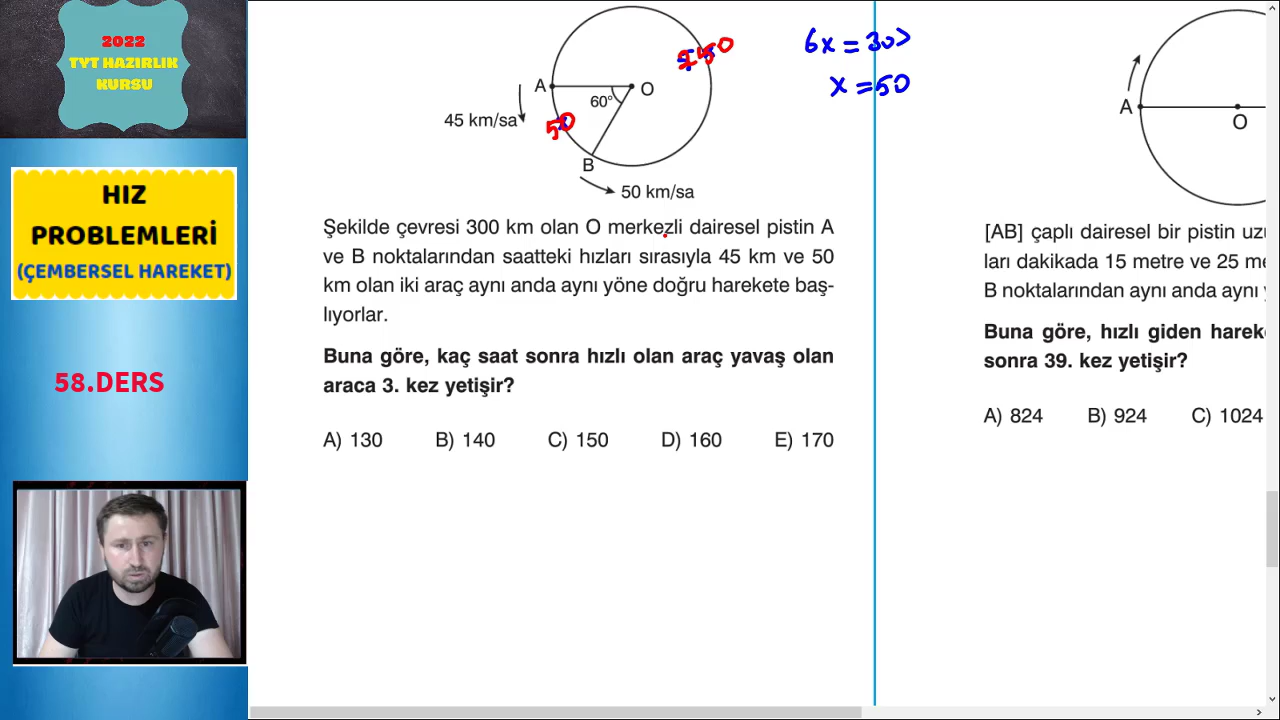 2022
TYT HAZIRLIK
KURSU
HIZ
PROBLEMLERİ
(ÇEMBERSEL HAREKET)
58.DERS
A
O
60°
45 km/sa
50
B
50 km/sa
250
6x = 300
x = 50
Şekilde çevresi 300 km olan O merkezli dairesel pistin A
ve B noktalarından saatteki hızları sırasıyla 45 km ve 50
km olan iki araç aynı anda aynı yöne doğru harekete baş-
lıyorlar.
Buna göre, kaç saat sonra hızlı olan araç yavaş olan
araca 3. kez yetişir?
A) 130 B) 140 C) 150 D) 160 E) 170
A
O
[AB] çaplı dairesel bir pistin
ları dakikada 15 metre ve 25
B noktalarından aynı anda aynı
Buna göre, hızlı giden
sonra 39. kez yetişir?
A) 824 B) 924 C) 1024